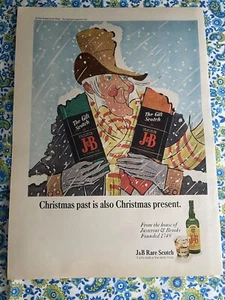 The Gift
Scotch
J&B
The Gift
Scotch
J&B
Christmas past is also Christmas present.
From the house of
Justerini & Brooks
Founded 1749
J&B Rare Scotch